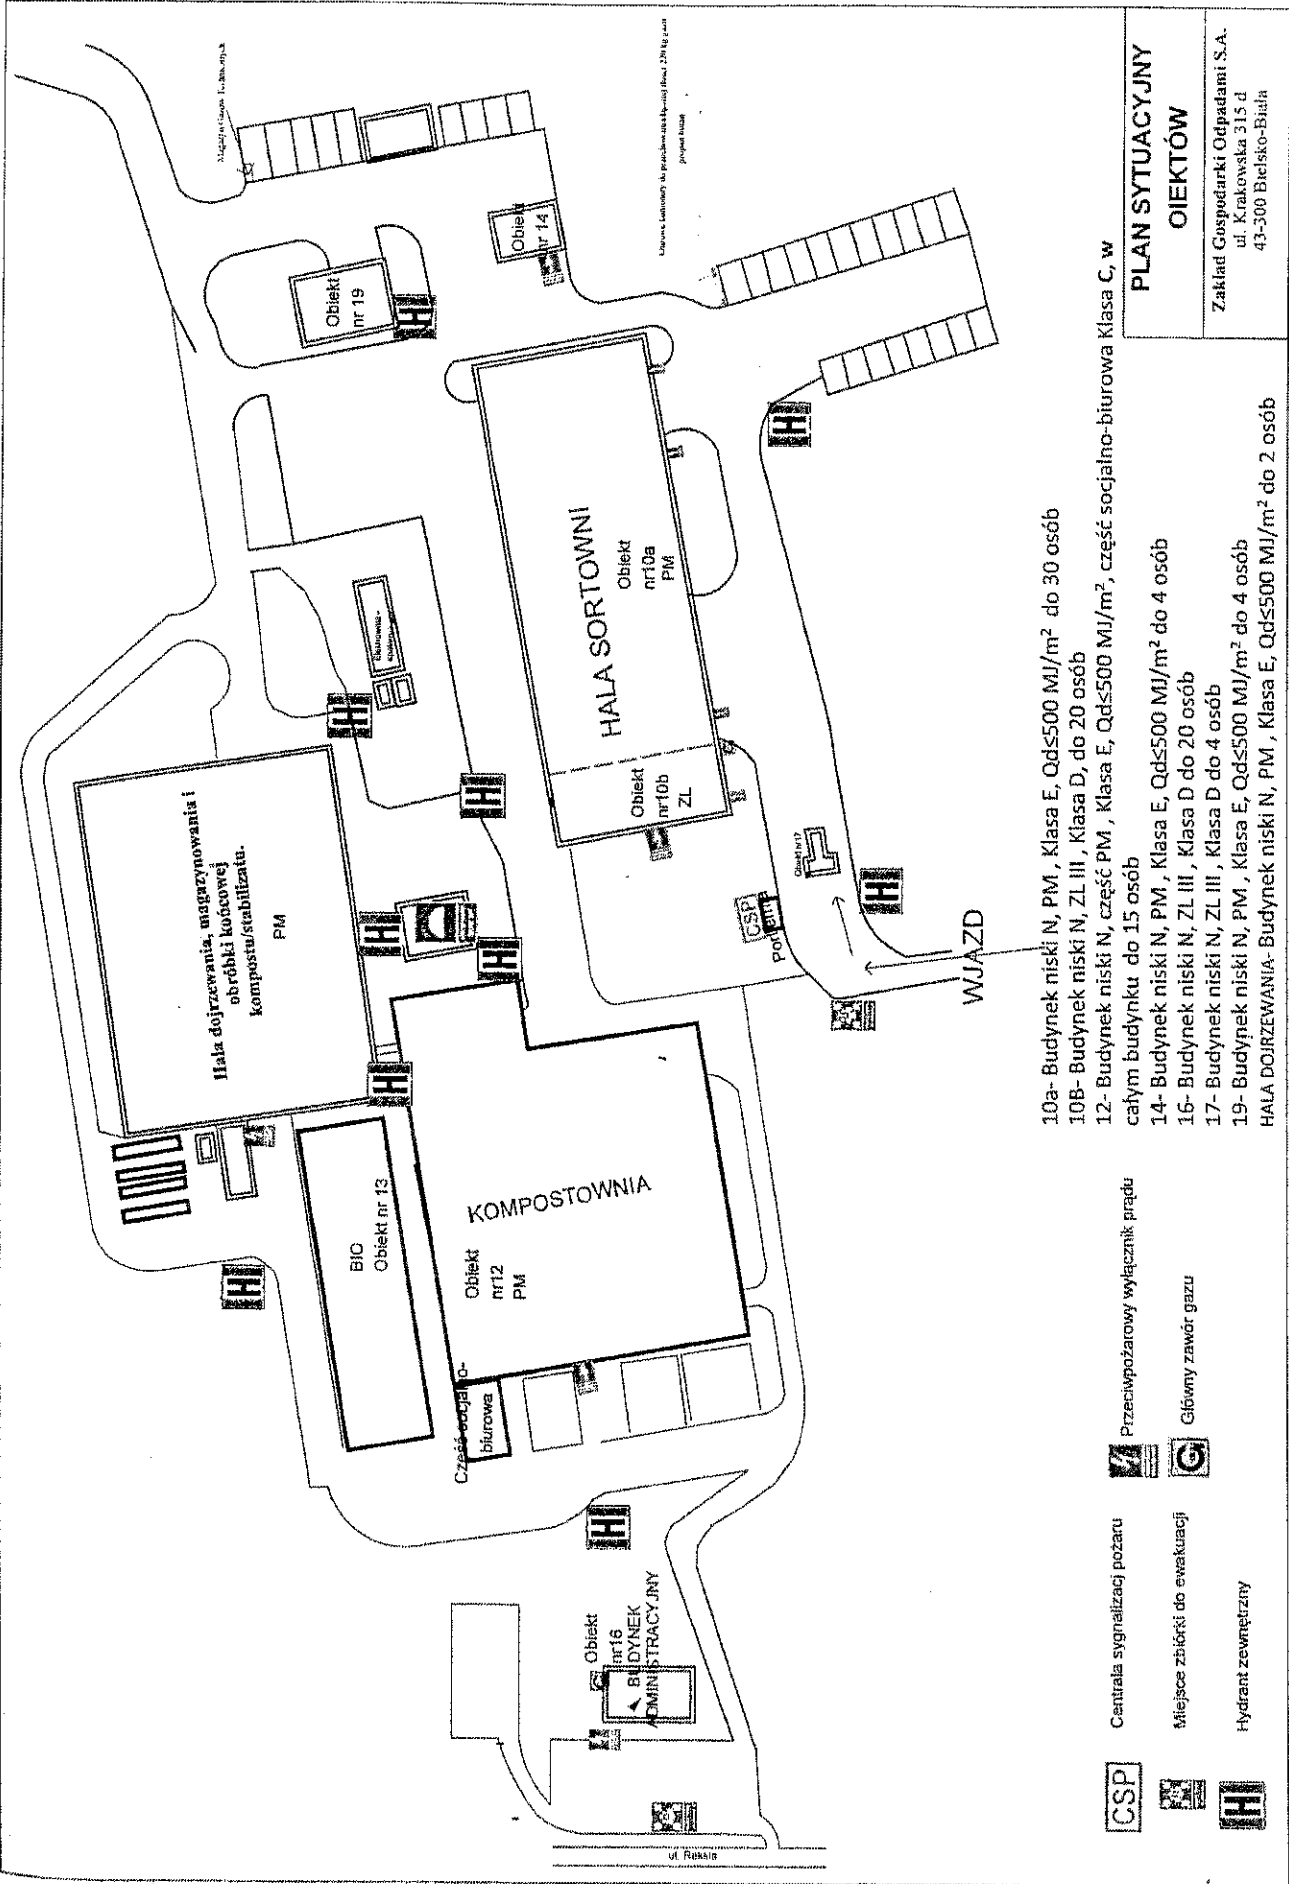 Hala dojrzewania, magazynowania i
obróbki końcowej
kompostu/stabilizatu.
PM
BIO
Obiekt nr 13
KOMPOSTOWNIA
Obiekt
nr12
PM
Część socjalno-
biurowa
Obiekt
nr16
BUDYNEK
ADMINISTRACYJNY
Obiekt
nr 19
Obiekt
nr 14
HALA SORTOWNI
Obiekt
nr10a
PM
Obiekt
nr10b
ZL
Obiekt nr17
CSP
WJAZD
10a- Budynek niski N, PM , Klasa E, Qd≤500 MJ/m² do 30 osób
10B- Budynek niski N, ZL III , Klasa D, do 20 osób
12- Budynek niski N, część PM , Klasa E, Qd≤500 MJ/m², część socjalno-biurowa Klasa C, w
całym budynku do 15 osób
14- Budynek niski N, PM , Klasa E, Qd≤500 MJ/m² do 4 osób
16- Budynek niski N, ZL III , Klasa D do 20 osób
17- Budynek niski N, ZL III , Klasa D do 4 osób
19- Budynek niski N, PM , Klasa E, Qd≤500 MJ/m² do 4 osób
HALA DOJRZEWANIA- Budynek niski N, PM , Klasa E, Qd≤500 MJ/m² do 2 osób
CSP
Centrala sygnalizacj pożaru
Miejsce zbiórki do ewakuacji
H
Hydrant zewnętrzny
Przeciwpożarowy wyłącznik prądu
G
Główny zawór gazu
PLAN SYTUACYJNY
OIEKTÓW
Zakład Gospodarki Odpadami S.A.
ul. Krakowska 315 d
43-300 Bielsko-Biała